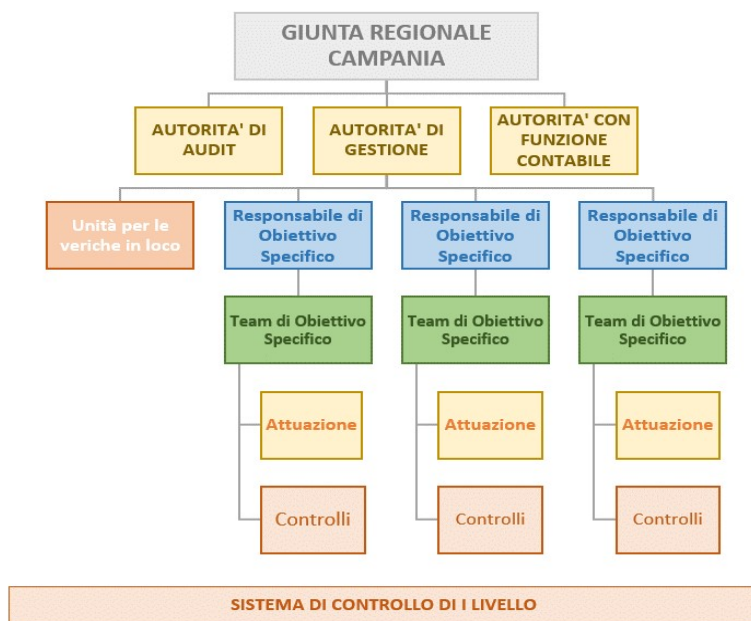 GIUNTA REGIONALE
CAMPANIA
AUTORITA' DI
AUDIT
AUTORITA' DI
GESTIONE
AUTORITA' CON
FUNZIONE
CONTABILE
Unità per le
veriche in loco
Responsabile di
Obiettivo
Specifico
Responsabile di
Obiettivo
Specifico
Responsabile di
Obiettivo
Specifico
Team di Obiettivo
Specifico
Team di Obiettivo
Specifico
Team di Obiettivo
Specifico
Attuazione
Attuazione
Attuazione
Controlli
Controlli
Controlli
SISTEMA DI CONTROLLO DI I LIVELLO